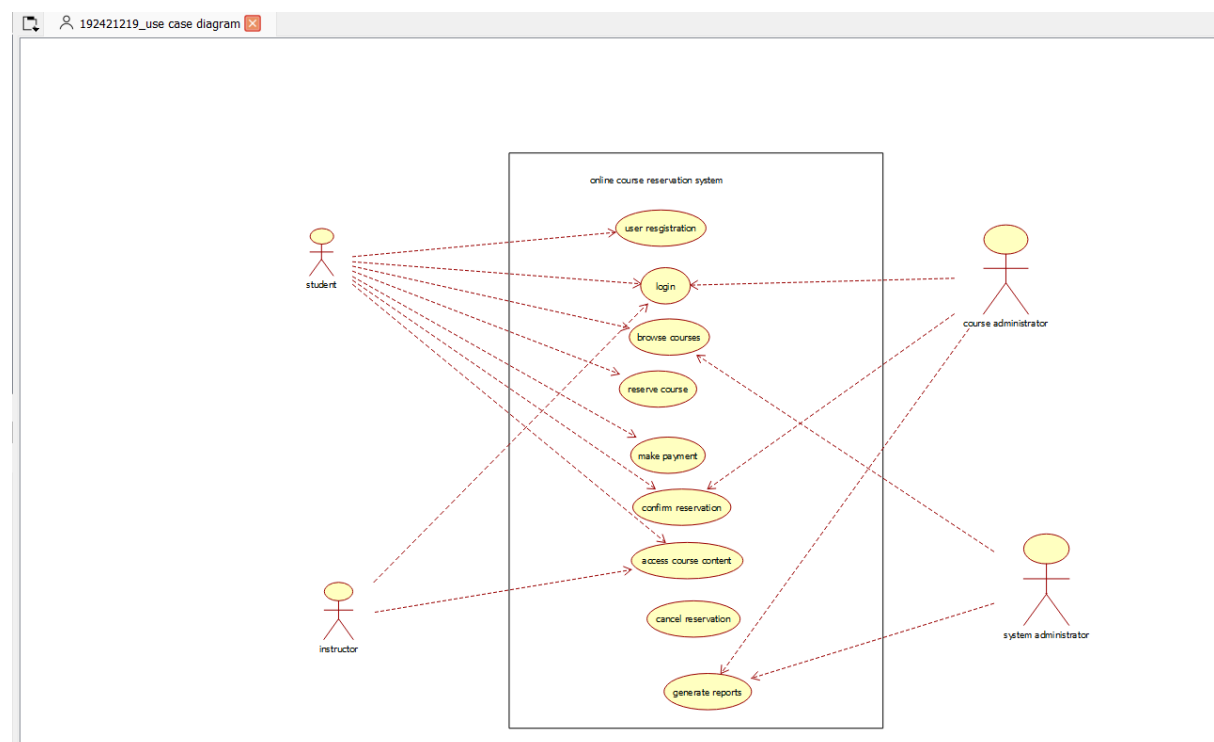 192421219_use case diagram
online course reservation system
user resgistration
student
login
course administrator
browse courses
reserve course
make payment
confirm reservation
access course content
cancel reservation
system administrator
instructor
generate reports